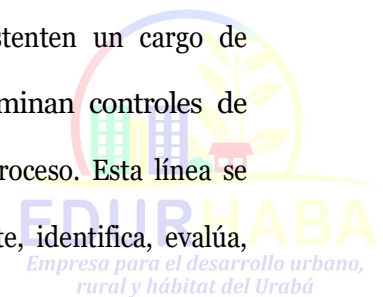 stenten un cargo de
minan controles de
roceso. Esta línea se
EDURHABA
te, identifica, evalúa,
Empresa para el desarrollo urbano,
rural y hábitat del Urabá